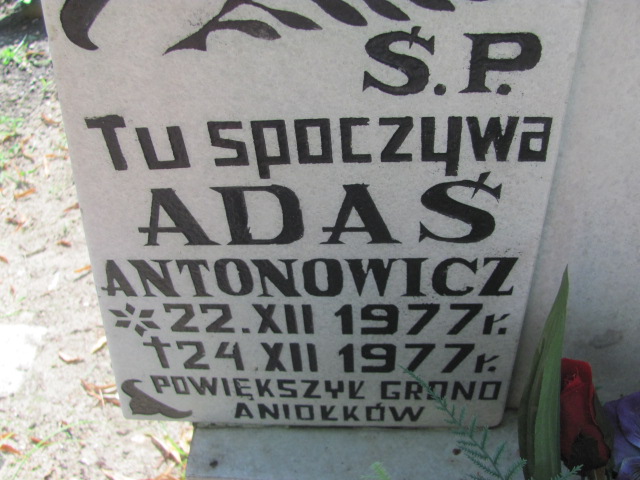 Ś.P.
Tu spoczywa
ADAŚ
ANTONOWICZ
* 22.XII 1977r.
† 24 XII 1977r.
POWIĘKSZYŁ GRONO
ANIOŁKÓW